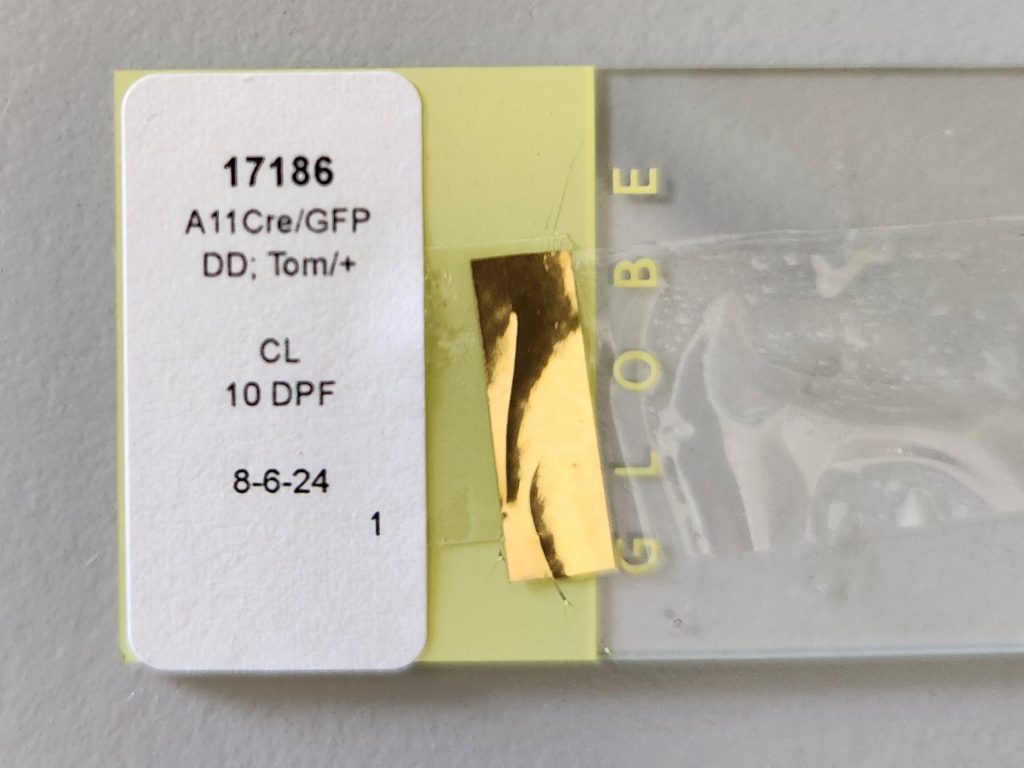 17186
A11Cre/GFP
DD; Tom/+
CL
10 DPF
8-6-24
1
GLOBE